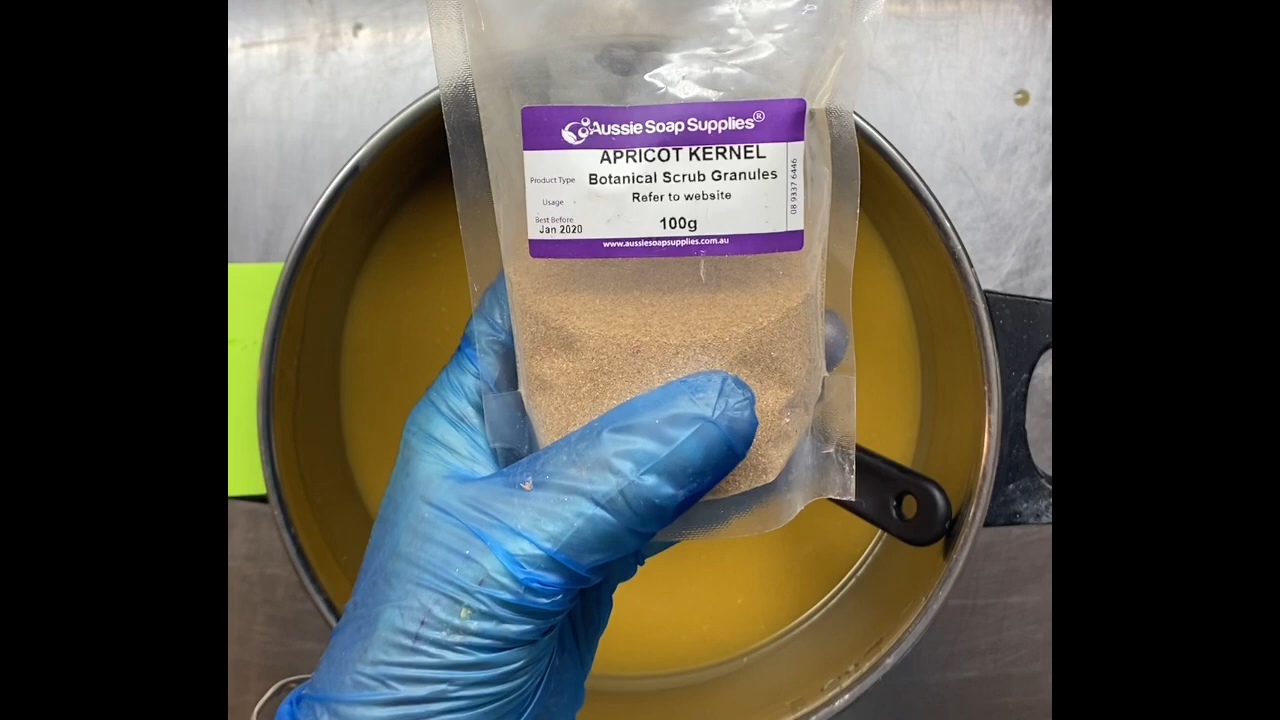 Aussie Soap Supplies®
APRICOT KERNEL
Product Type Botanical Scrub Granules
Usage Refer to website
Best Before
Jan 2020
100g
www.aussiesoapsupplies.com.au
08 9337 6446